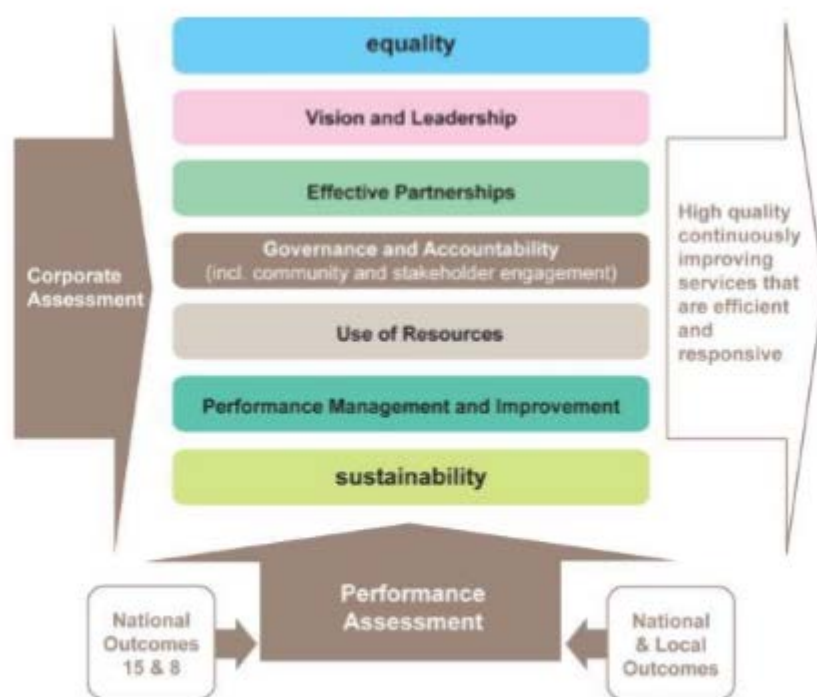 equality
Vision and Leadership
Effective Partnerships
Governance and Accountability
(incl. community and stakeholder engagement)
Use of Resources
Performance Management and Improvement
sustainability
Corporate
Assessment
High quality
continuously
improving
services that
are efficient
and
responsive
Performance
Assessment
National
Outcomes
15 & 8
National
& Local
Outcomes